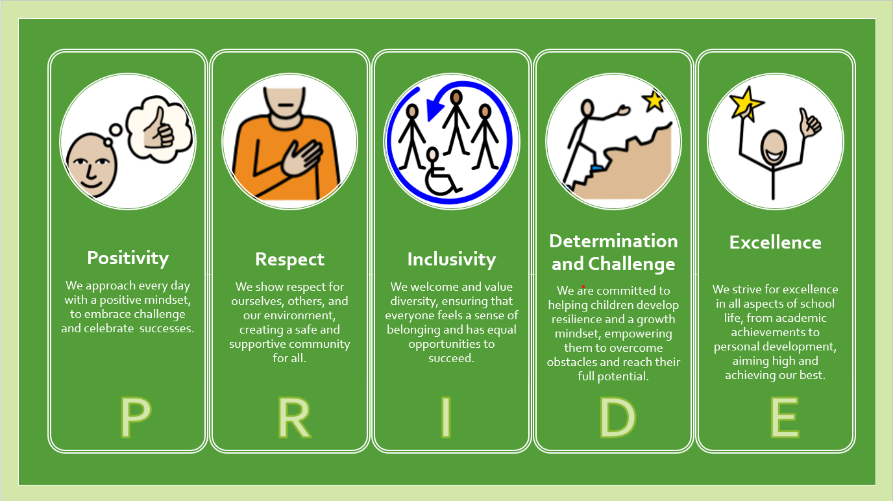 Positivity
We approach every day
with a positive mindset,
to embrace challenge
and celebrate successes.
P
Respect
We show respect for
ourselves, others, and
our environment,
creating a safe and
supportive community
for all.
R
Inclusivity
We welcome and value
diversity, ensuring that
everyone feels a sense of
belonging and has equal
opportunities to
succeed.
I
Determination
and Challenge
We are committed to
helping children develop
resilience and a growth
mindset, empowering
them to overcome
obstacles and reach their
full potential.
D
Excellence
We strive for excellence
in all aspects of school
life, from academic
achievements to
personal development,
aiming high and
achieving our best.
E